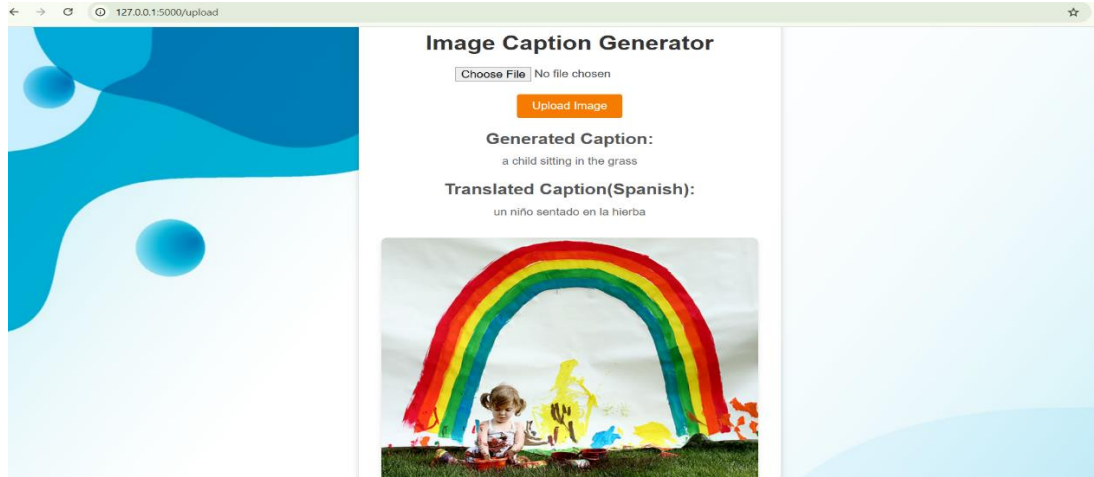 127.0.0.1:5000/upload
Image Caption Generator
Choose File No file chosen
Upload Image
Generated Caption:
a child sitting in the grass
Translated Caption(Spanish):
un niño sentado en la hierba